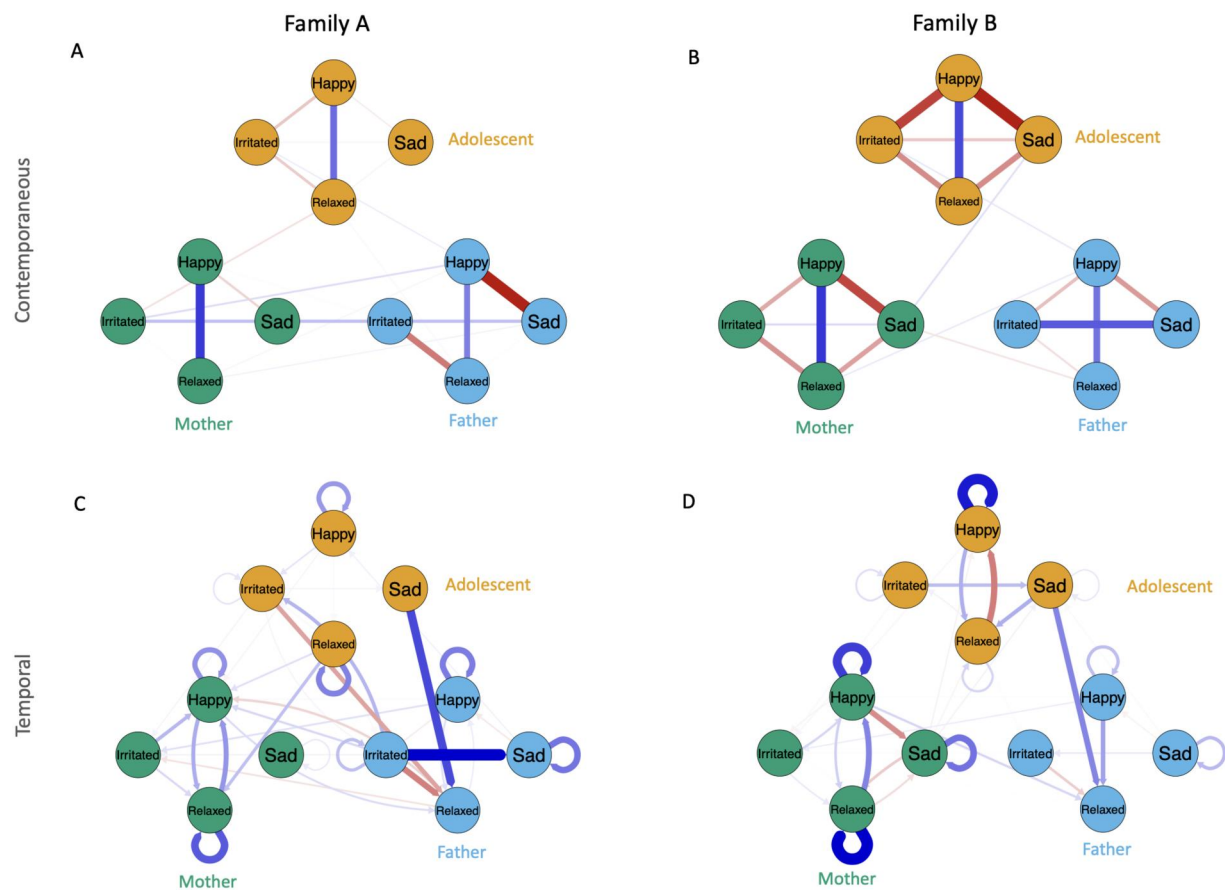 Family A
Family B
A
B
Contemporaneous
Happy
Irritated
Sad
Adolescent
Relaxed
Happy
Irritated
Sad
Relaxed
Mother
Happy
Irritated
Sad
Relaxed
Father
Happy
Irritated
Sad
Adolescent
Relaxed
Happy
Irritated
Sad
Relaxed
Mother
Happy
Irritated
Sad
Relaxed
Father
C
D
Temporal
Happy
Irritated
Sad
Adolescent
Relaxed
Happy
Irritated
Sad
Relaxed
Mother
Happy
Irritated
Sad
Relaxed
Father
Happy
Irritated
Sad
Adolescent
Relaxed
Happy
Irritated
Sad
Relaxed
Mother
Happy
Irritated
Sad
Relaxed
Father